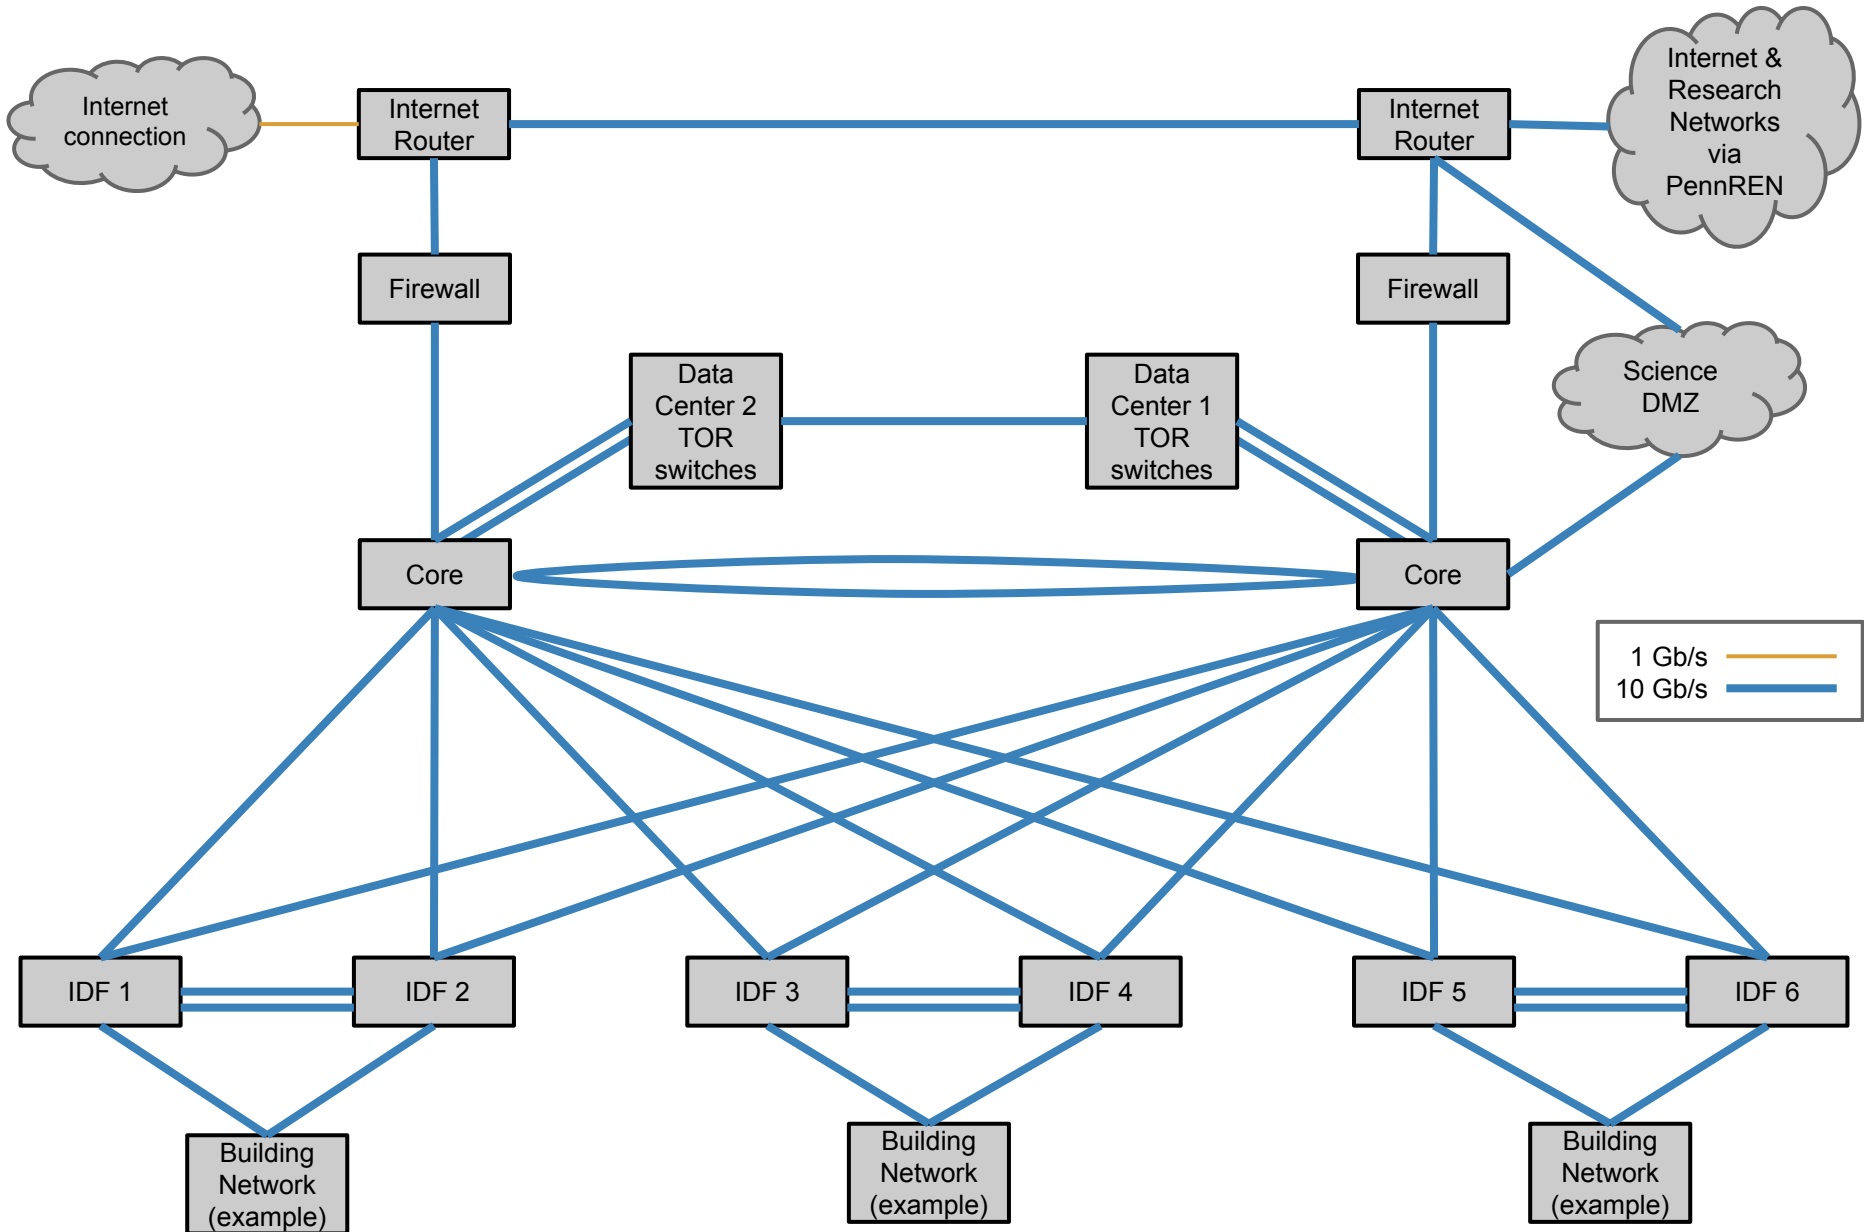 Internet
connection
Internet
Router
Internet
Router
Internet &
Research
Networks
via
PennREN
Firewall
Firewall
Data
Center 2
TOR
switches
Data
Center 1
TOR
switches
Science
DMZ
Core
Core
1 Gb/s
10 Gb/s
IDF 1
IDF 2
IDF 3
IDF 4
IDF 5
IDF 6
Building
Network
(example)
Building
Network
(example)
Building
Network
(example)